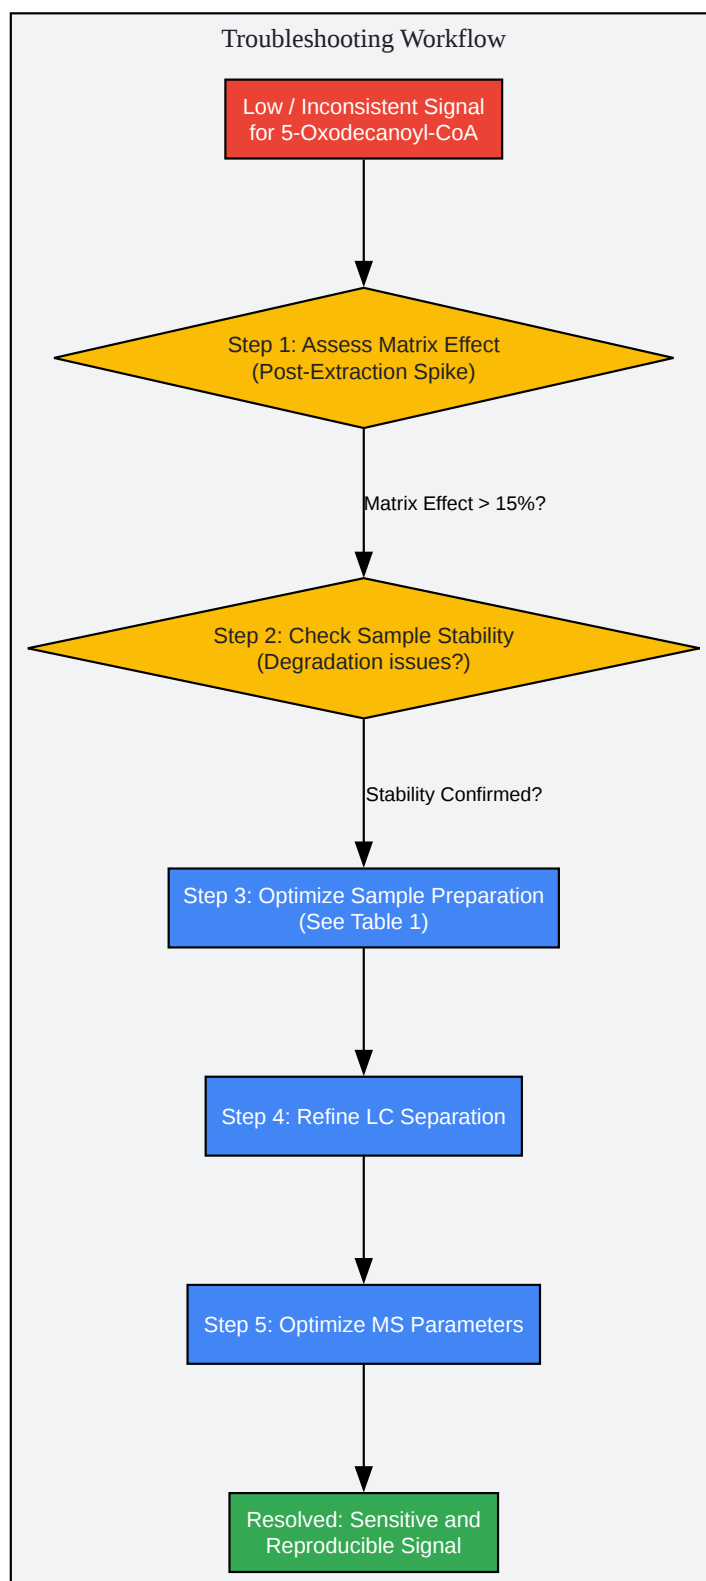 Troubleshooting Workflow
Low / Inconsistent Signal
for 5-Oxodecanoyl-CoA
Step 1: Assess Matrix Effect
(Post-Extraction Spike)
Matrix Effect > 15%?
Step 2: Check Sample Stability
(Degradation issues?)
Stability Confirmed?
Step 3: Optimize Sample Preparation
(See Table 1)
Step 4: Refine LC Separation
Step 5: Optimize MS Parameters
Resolved: Sensitive and
Reproducible Signal